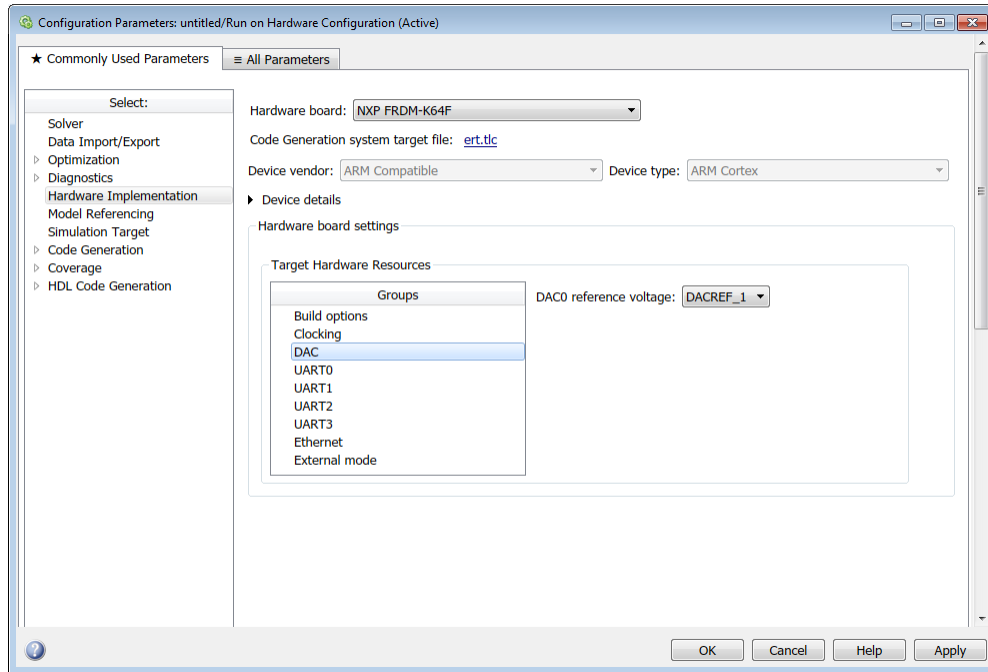 Configuration Parameters: untitled/Run on Hardware Configuration (Active)
★ Commonly Used Parameters
≡ All Parameters
Select:
Solver
Data Import/Export
Optimization
Diagnostics
Hardware Implementation
Model Referencing
Simulation Target
Code Generation
Coverage
HDL Code Generation
Hardware board: NXP FRDM-K64F
Code Generation system target file: ert.tlc
Device vendor: ARM Compatible Device type: ARM Cortex
Device details
Hardware board settings
Target Hardware Resources
Groups
Build options
Clocking
DAC
UART0
UART1
UART2
UART3
Ethernet
External mode
DAC0 reference voltage: DACREF_1
OK Cancel Help Apply